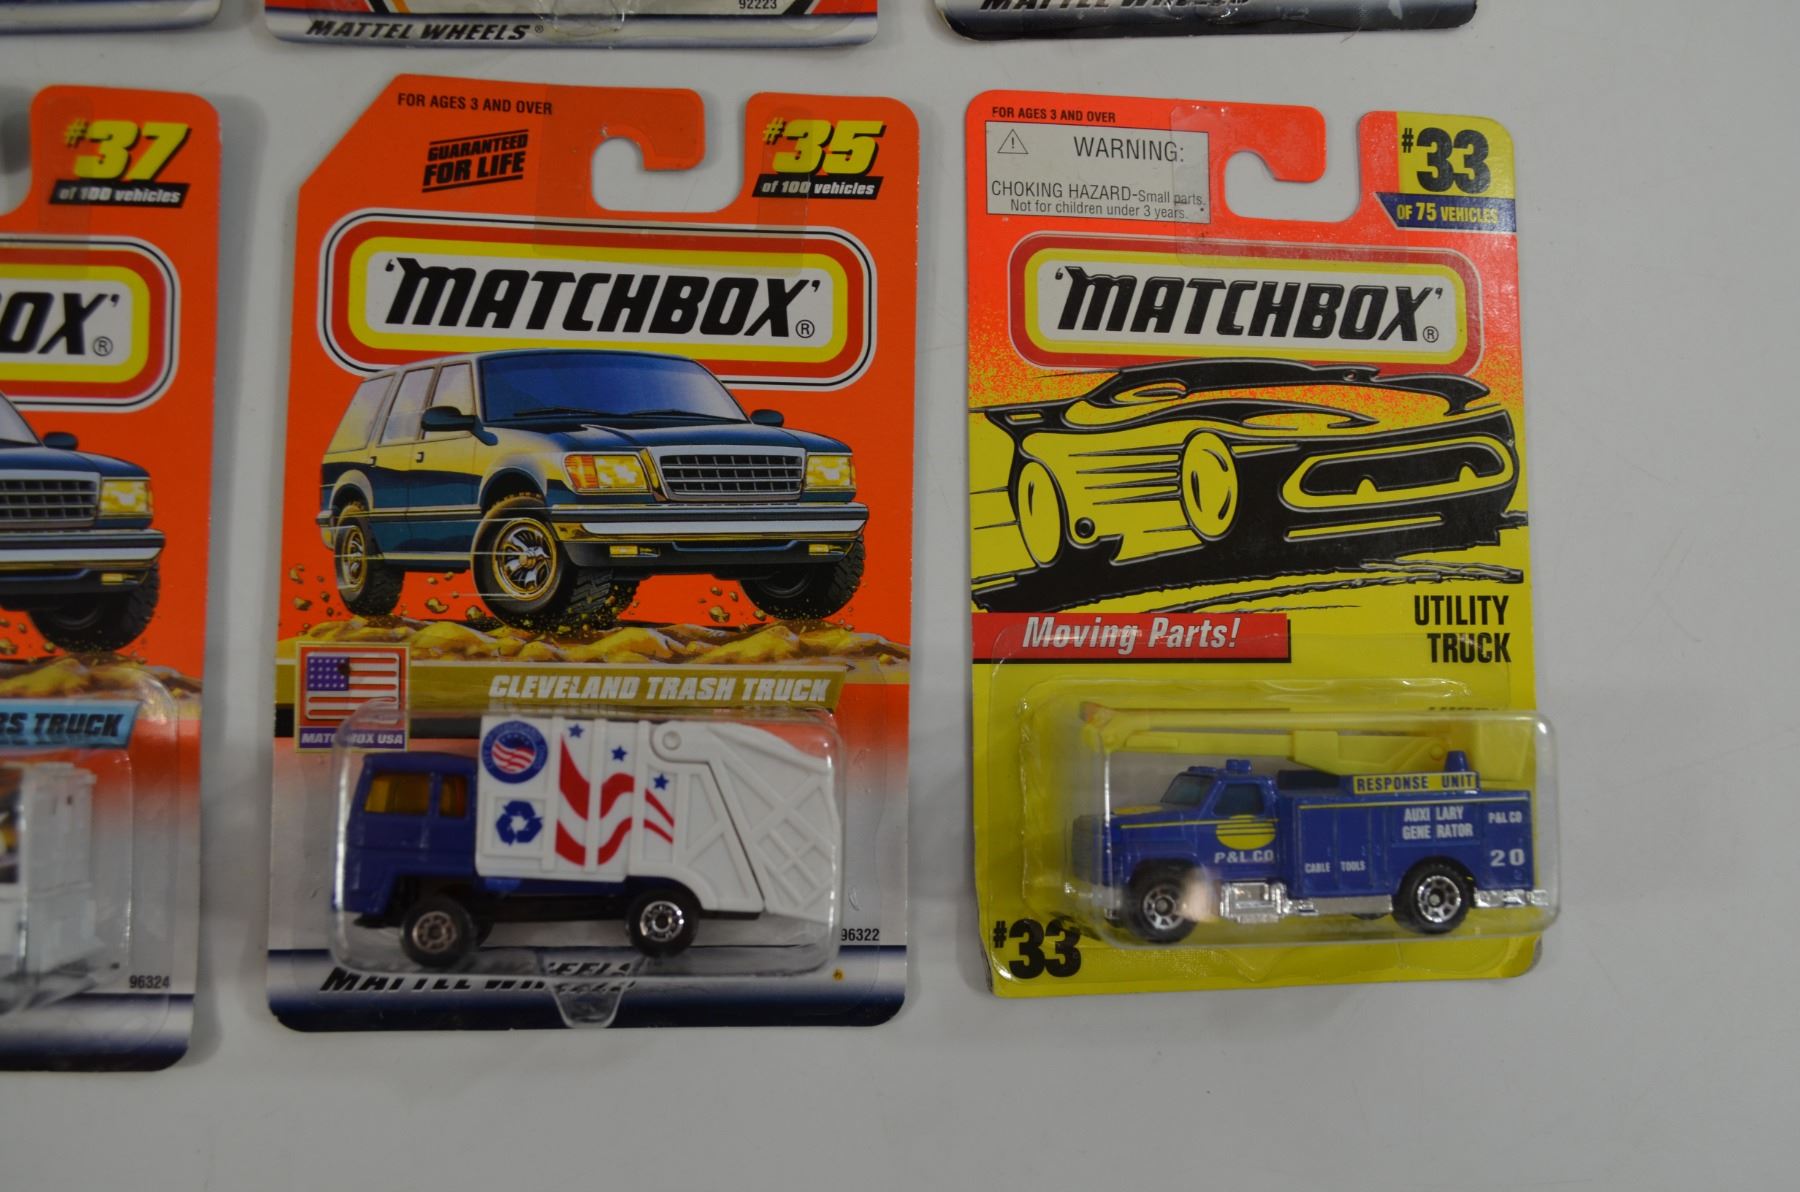 92223
MATTEL WHEELS®
MATTEL WHEELS
#37
of 100 vehicles
OX'®
RS TRUCK
96324
FOR AGES 3 AND OVER
GUARANTEED
FOR LIFE
#35
of 100 vehicles
'MATCHBOX'®
CLEVELAND TRASH TRUCK
MATCHBOX USA
96322
MATTEL WHEELS
FOR AGES 3 AND OVER
WARNING:
CHOKING HAZARD-Small parts.
Not for children under 3 years.
#33
OF 75 VEHICLES
'MATCHBOX'®
Moving Parts!
UTILITY
TRUCK
RESPONSE UNIT
AUXI LARY
GENE RATOR
P&L CO
P&L.CO
CABLE TOOLS
20
#33